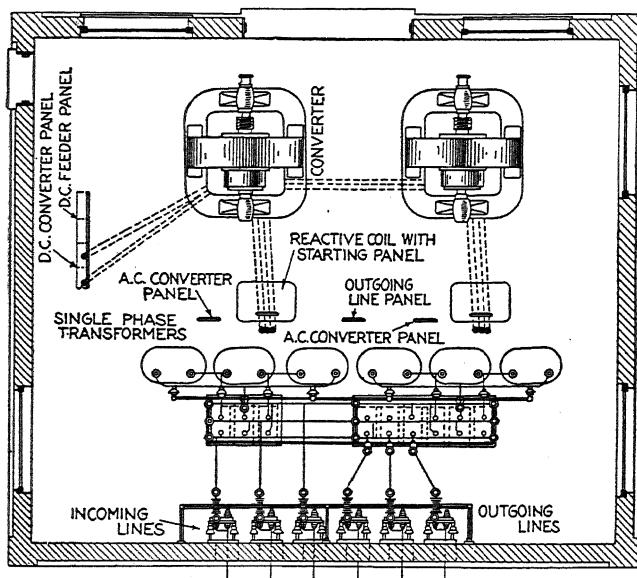 D.C. CONVERTER PANEL
D.C. FEEDER PANEL
CONVERTER
REACTIVE COIL WITH
STARTING PANEL
A.C. CONVERTER
PANEL
OUTGOING
LINE PANEL
SINGLE PHASE
TRANSFORMERS
A.C. CONVERTER PANEL
INCOMING
LINES
OUTGOING
LINES